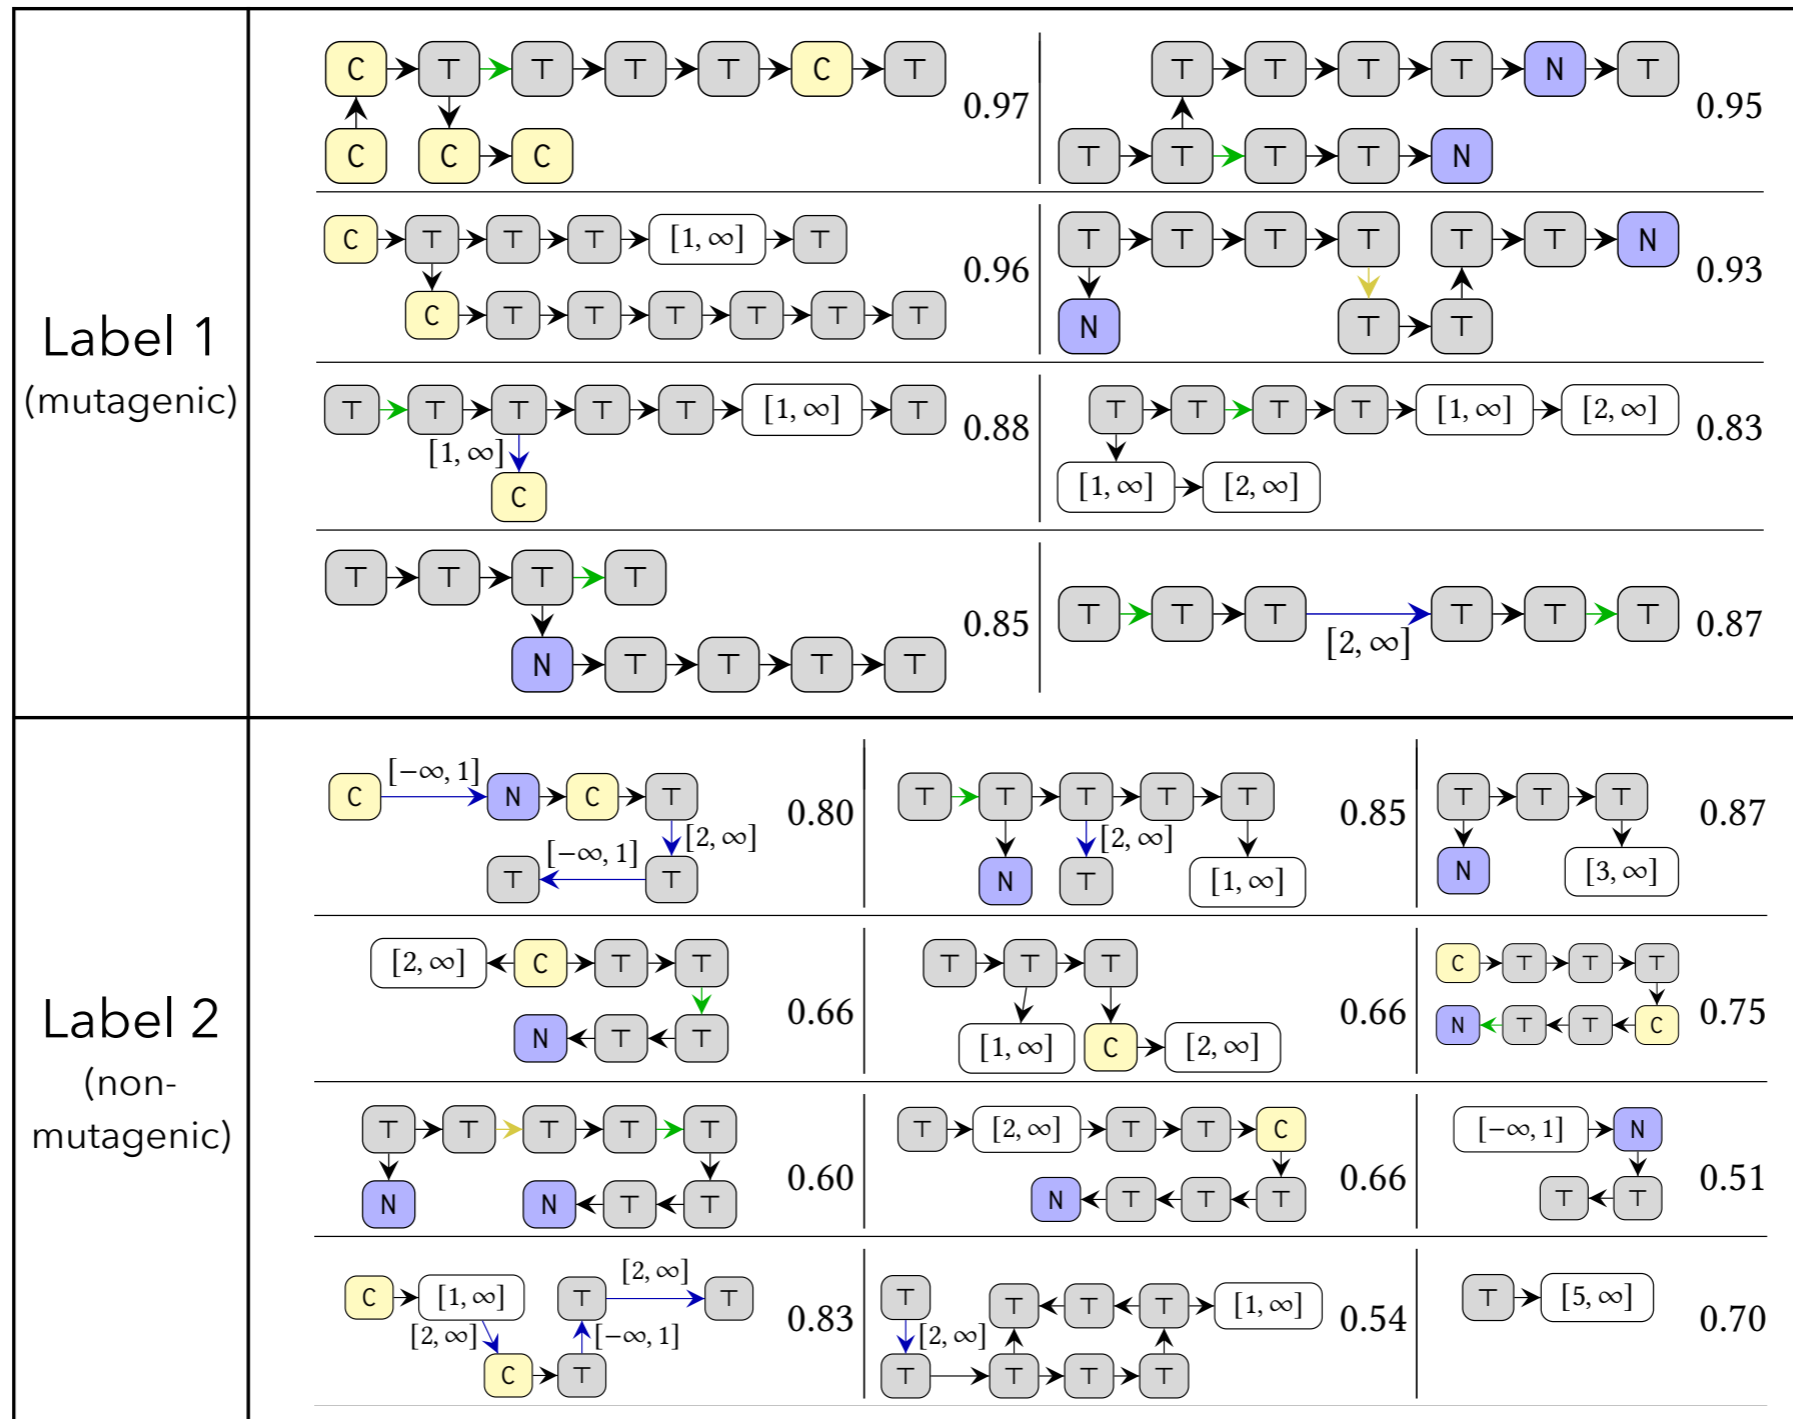 Label 1
(mutagenic)
C ⊤ ⊤ ⊤ ⊤ C ⊤
C C C
0.97
⊤ ⊤ ⊤ ⊤ N ⊤
⊤ ⊤ ⊤ ⊤ N
0.95
C ⊤ ⊤ ⊤ [1, ∞] ⊤
C ⊤ ⊤ ⊤ ⊤ ⊤ ⊤
0.96
⊤ ⊤ ⊤ ⊤ ⊤ ⊤ N
N ⊤ ⊤
0.93
⊤ ⊤ ⊤ ⊤ ⊤ [1, ∞] ⊤
[1, ∞]
C
0.88
⊤ ⊤ ⊤ ⊤ [1, ∞] [2, ∞]
[1, ∞] [2, ∞]
0.83
⊤ ⊤ ⊤ ⊤
N ⊤ ⊤ ⊤ ⊤
0.85
⊤ ⊤ ⊤ ⊤ ⊤ ⊤
[2, ∞]
0.87
Label 2
(non-
mutagenic)
[−∞, 1]
C N C ⊤
[−∞, 1] [2, ∞]
⊤ ⊤
0.80
⊤ ⊤ ⊤ ⊤ ⊤
[2, ∞]
N ⊤ [1, ∞]
0.85
⊤ ⊤ ⊤
N [3, ∞]
0.87
[2, ∞] C ⊤ ⊤
N ⊤ ⊤
0.66
⊤ ⊤ ⊤
[1, ∞] C [2, ∞]
0.66
C ⊤ ⊤ ⊤
N ⊤ ⊤ C
0.75
⊤ ⊤ ⊤ ⊤ ⊤
N N ⊤ ⊤
0.60
⊤ [2, ∞] ⊤ ⊤ C
N ⊤ ⊤ ⊤
0.66
[−∞, 1] N
⊤ ⊤
0.51
[2, ∞]
C [1, ∞] ⊤ ⊤
[2, ∞] [−∞, 1]
C ⊤
0.83
⊤ ⊤ ⊤ ⊤ [1, ∞]
[2, ∞]
⊤ ⊤ ⊤ ⊤
0.54
⊤ [5, ∞]
0.70